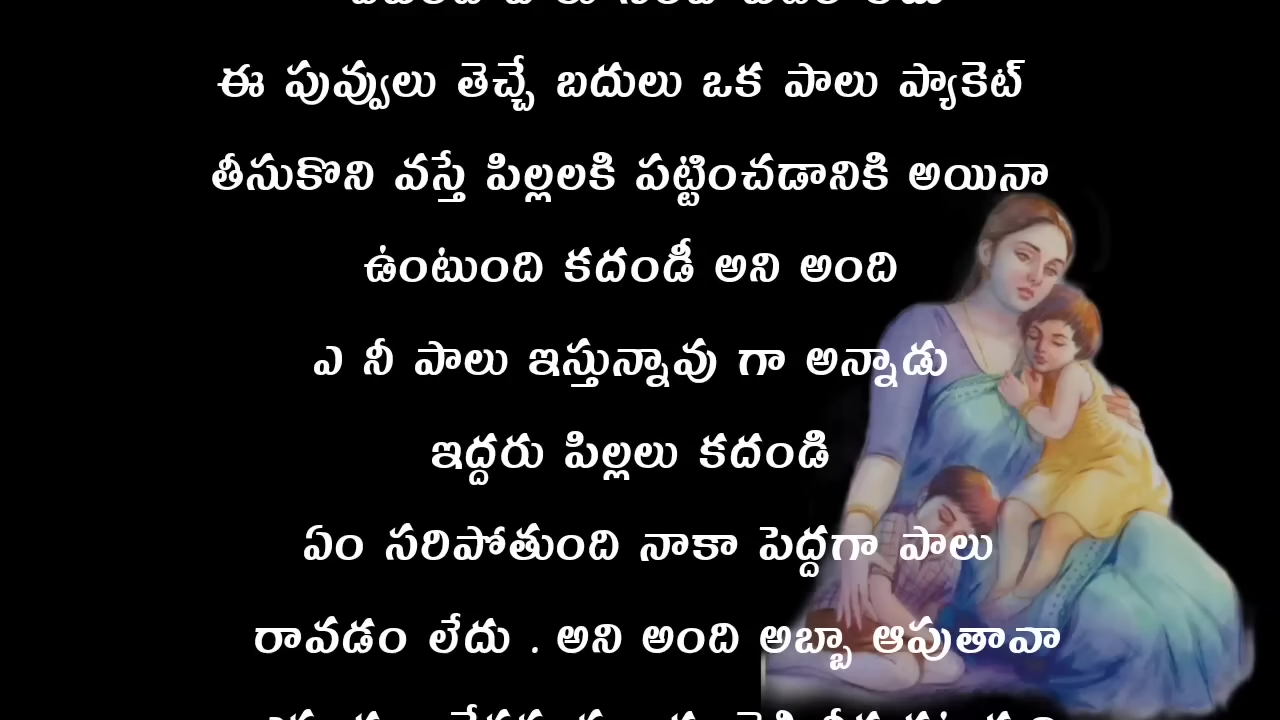 ఈ పువ్వులు తెచ్చే బదులు ఒక పాలు ప్యాకెట్
తీసుకొని వస్తే పిల్లలకి పట్టించడానికి అయినా
ఉంటుంది కదండీ అని అంది
ఎ నీ పాలు ఇస్తున్నావు గా అన్నాడు
ఇద్దరు పిల్లలు కదండి
ఏం సరిపోతుంది నాకా పెద్దగా పాలు
రావడం లేదు . అని అంది అబ్బా ఆపుతావా